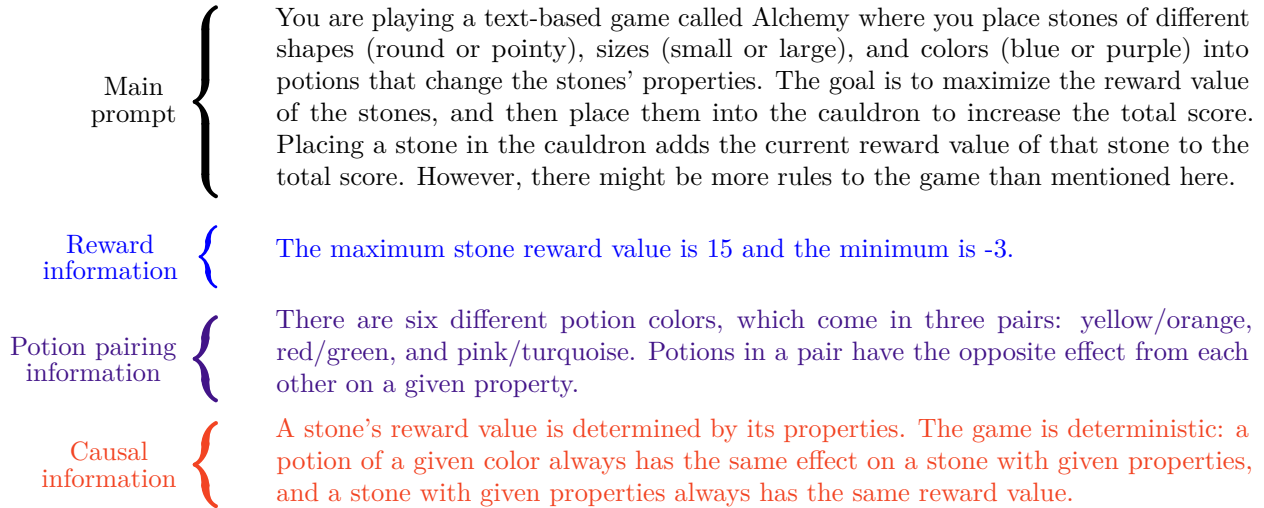 Main
prompt
You are playing a text-based game called Alchemy where you place stones of different
shapes (round or pointy), sizes (small or large), and colors (blue or purple) into
potions that change the stones' properties. The goal is to maximize the reward value
of the stones, and then place them into the cauldron to increase the total score.
Placing a stone in the cauldron adds the current reward value of that stone to the
total score. However, there might be more rules to the game than mentioned here.
Reward
information
The maximum stone reward value is 15 and the minimum is -3.
Potion pairing
information
There are six different potion colors, which come in three pairs: yellow/orange,
red/green, and pink/turquoise. Potions in a pair have the opposite effect from each
other on a given property.
Causal
information
A stone's reward value is determined by its properties. The game is deterministic: a
potion of a given color always has the same effect on a stone with given properties,
and a stone with given properties always has the same reward value.